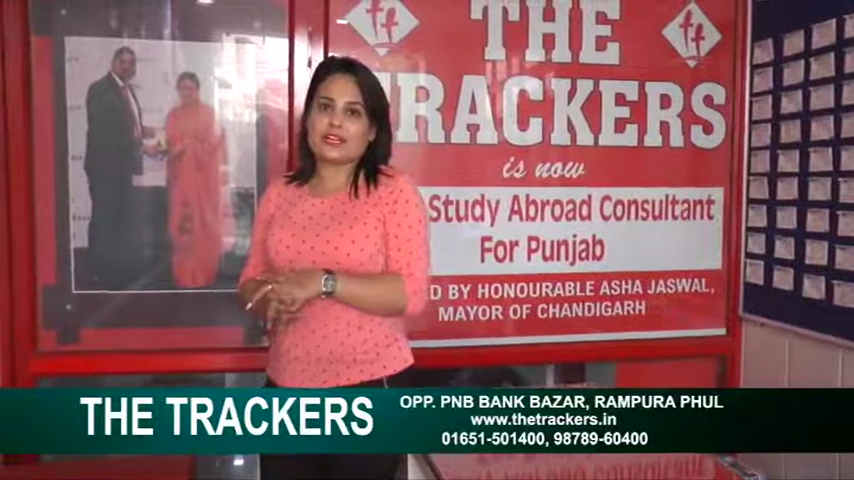 THE
TRACKERS
is now
Study Abroad Consultant
For Punjab
D BY HONOURABLE ASHA JASWAL,
MAYOR OF CHANDIGARH
THE TRACKERS
OPP. PNB BANK BAZAR, RAMPURA PHUL
www.thetrackers.in
01651-501400, 98789-60400